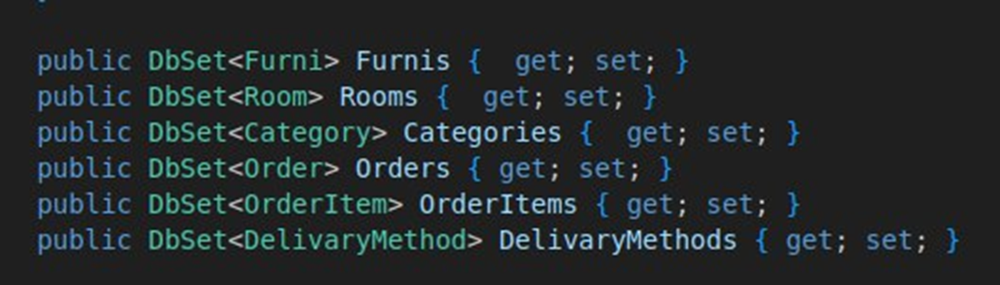 public DbSet<Furni> Furnis {  get; set; }
public DbSet<Room> Rooms {  get; set; }
public DbSet<Category> Categories {  get; set; }
public DbSet<Order> Orders { get; set; }
public DbSet<OrderItem> OrderItems { get; set; }
public DbSet<DelivaryMethod> DelivaryMethods { get; set; }